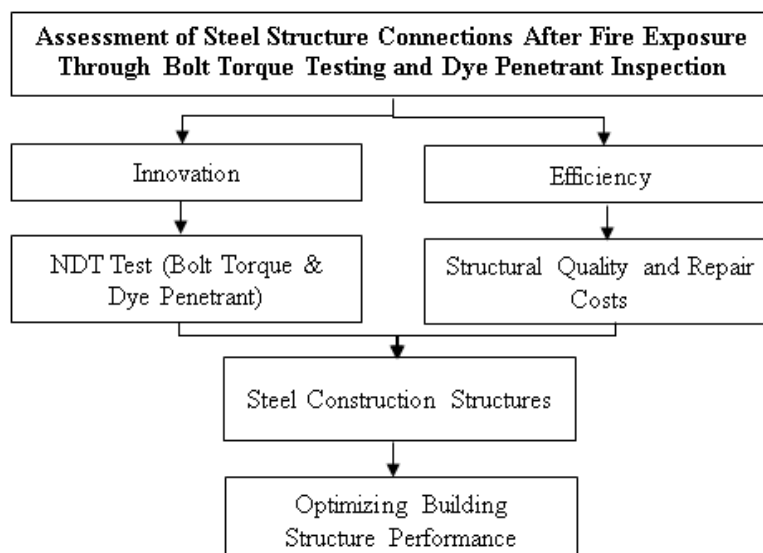 Assessment of Steel Structure Connections After Fire Exposure
Through Bolt Torque Testing and Dye Penetrant Inspection
Innovation
Efficiency
NDT Test (Bolt Torque &
Dye Penetrant)
Structural Quality and Repair
Costs
Steel Construction Structures
Optimizing Building
Structure Performance